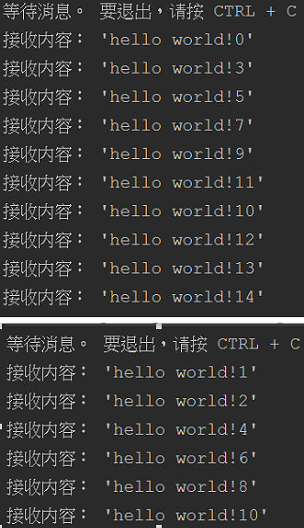 等待消息。 要退出，请按 CTRL + C
接收内容： 'hello world!0'
接收内容： 'hello world!3'
接收内容： 'hello world!5'
接收内容： 'hello world!7'
接收内容： 'hello world!9'
接收内容： 'hello world!11'
接收内容： 'hello world!10'
接收内容： 'hello world!12'
接收内容： 'hello world!13'
接收内容： 'hello world!14'
等待消息。 要退出，请按 CTRL + C
接收内容： 'hello world!1'
接收内容： 'hello world!2'
接收内容： 'hello world!4'
接收内容： 'hello world!6'
接收内容： 'hello world!8'
接收内容： 'hello world!10'